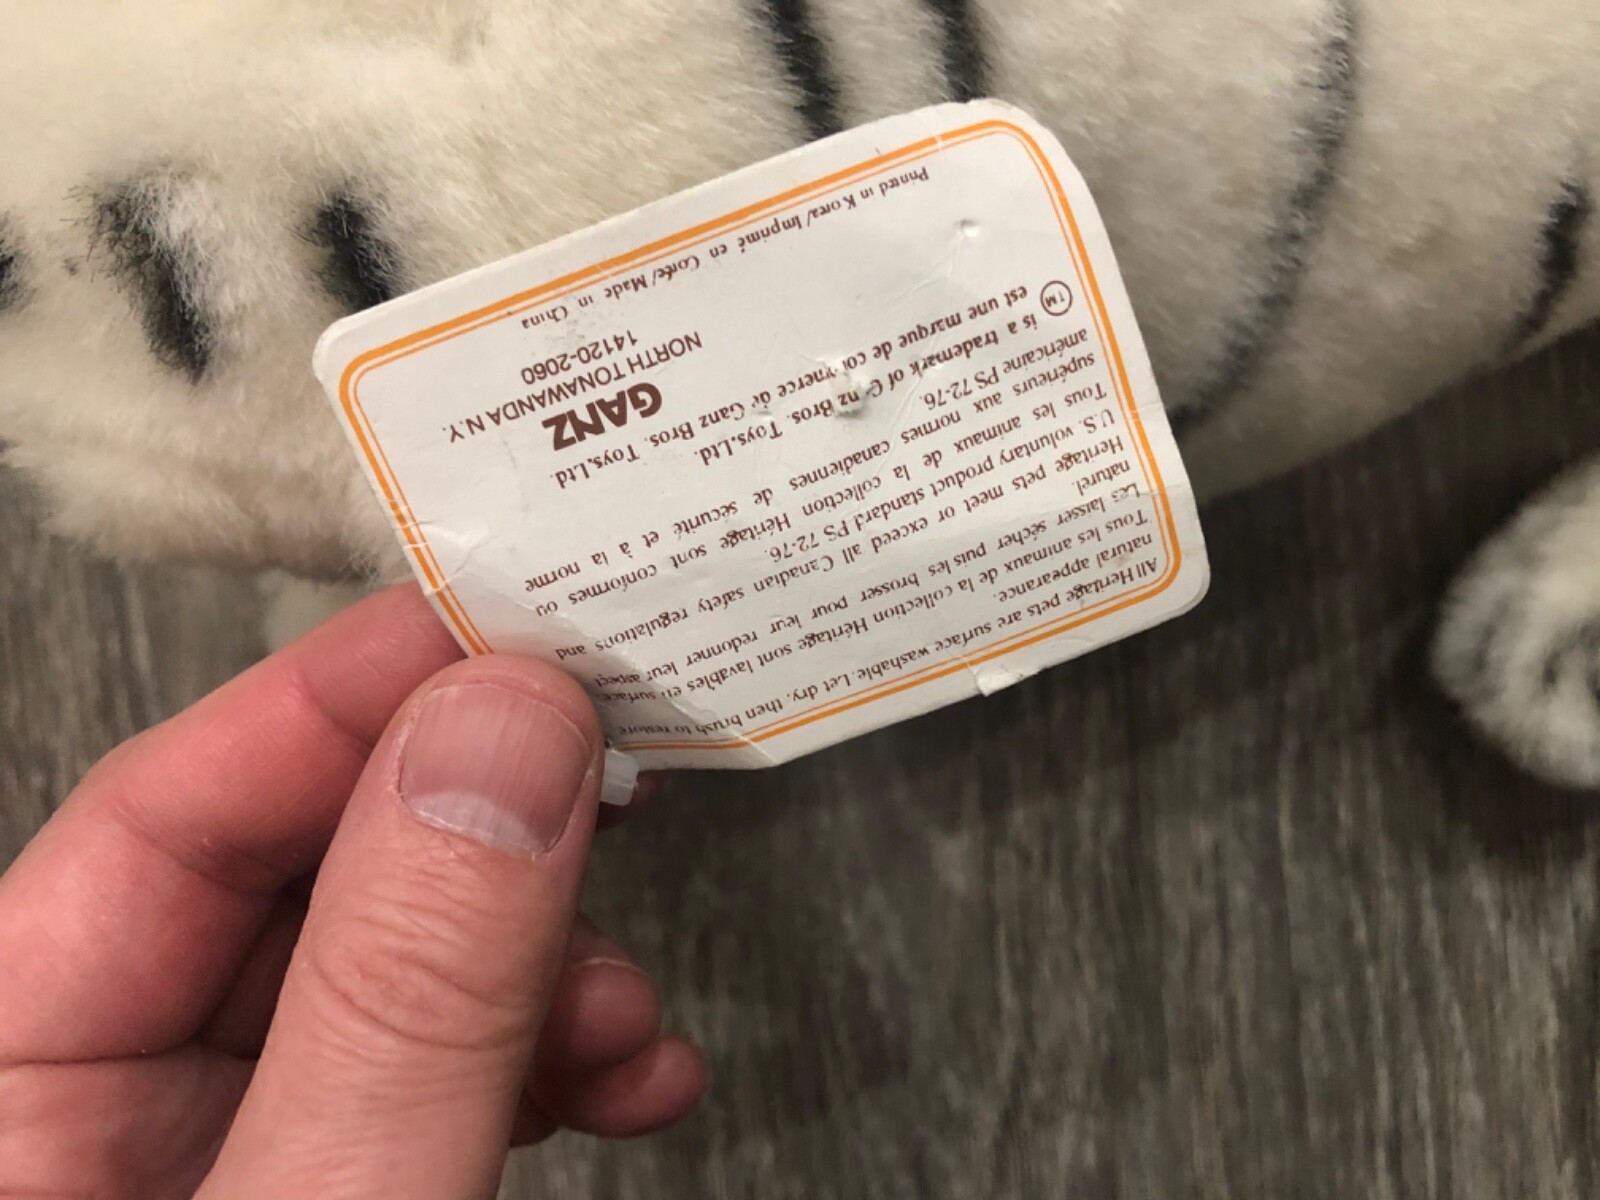 All Heritage pets are surface washable. Let dry, then brush to restore
natural appearance.
Tous les animaux de la collection Héritage sont lavables en surface.
Les laisser sécher puis les brosser pour leur redonner leur aspect
naturel.
Heritage pets meet or exceed all Canadian safety regulations and
U.S. voluntary product standard PS 72-76.
Tous les animaux de la collection Héritage sont conformes ou
supérieurs aux normes canadiennes de sécurité et à la norme
américaine PS 72-76.
TM is a trademark of Ganz Bros. Toys.Ltd.
est une marque de commerce de Ganz Bros. Toys.Ltd.
GANZ
NORTH TONAWANDA N.Y.
14120-2060
Printed in Korea/Imprimé en Corée/Made in China